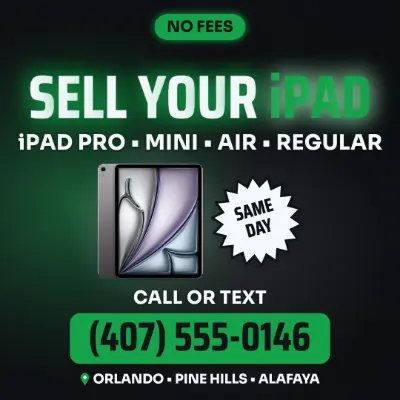 NO FEES
SELL YOUR iPAD
iPAD PRO ▪ MINI ▪ AIR ▪ REGULAR
SAME
DAY
CALL OR TEXT
(407) 555-0146
ORLANDO • PINE HILLS • ALAFAYA